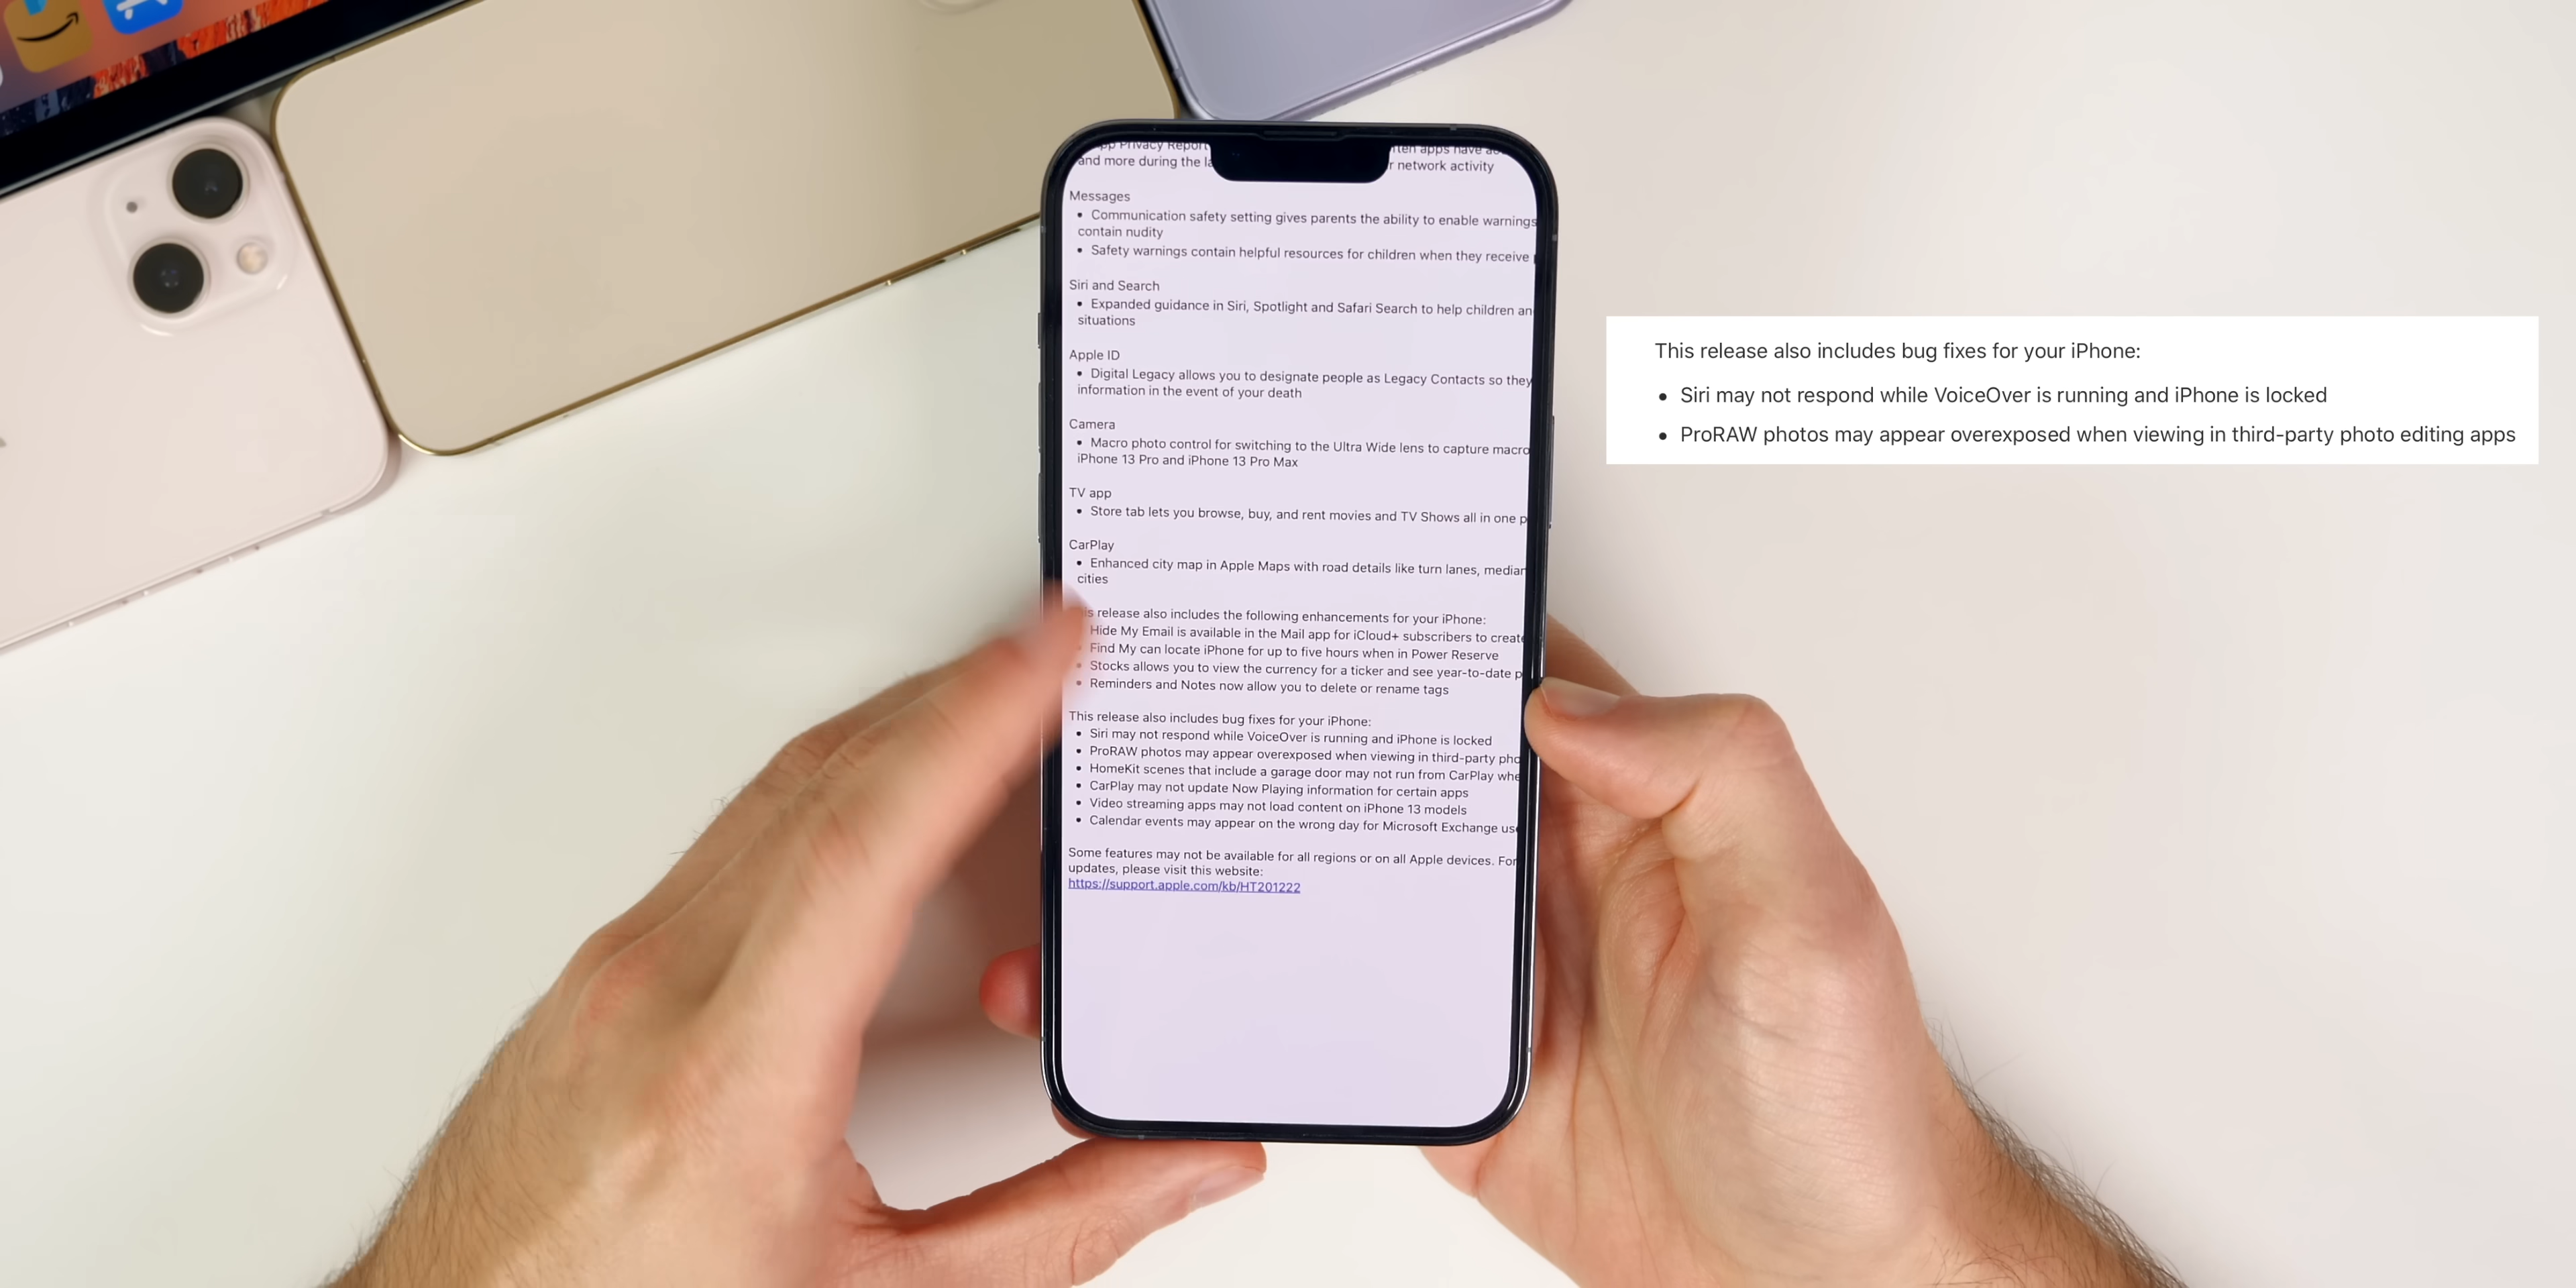 App Privacy Report
ten apps have ac
and more during the la
r network activity
Messages
• Communication safety setting gives parents the ability to enable warnings
contain nudity
• Safety warnings contain helpful resources for children when they receive
Siri and Search
• Expanded guidance in Siri, Spotlight and Safari Search to help children an
situations
Apple ID
• Digital Legacy allows you to designate people as Legacy Contacts so they
information in the event of your death
Camera
• Macro photo control for switching to the Ultra Wide lens to capture macro
iPhone 13 Pro and iPhone 13 Pro Max
TV app
• Store tab lets you browse, buy, and rent movies and TV Shows all in one p
CarPlay
• Enhanced city map in Apple Maps with road details like turn lanes, median
cities
is release also includes the following enhancements for your iPhone:
Hide My Email is available in the Mail app for iCloud+ subscribers to create
• Find My can locate iPhone for up to five hours when in Power Reserve
• Stocks allows you to view the currency for a ticker and see year-to-date p
• Reminders and Notes now allow you to delete or rename tags
This release also includes bug fixes for your iPhone:
• Siri may not respond while VoiceOver is running and iPhone is locked
• ProRAW photos may appear overexposed when viewing in third-party pho
• HomeKit scenes that include a garage door may not run from CarPlay whe
• CarPlay may not update Now Playing information for certain apps
• Video streaming apps may not load content on iPhone 13 models
• Calendar events may appear on the wrong day for Microsoft Exchange use
Some features may not be available for all regions or on all Apple devices. For
updates, please visit this website:
https://support.apple.com/kb/HT201222
This release also includes bug fixes for your iPhone:
• Siri may not respond while VoiceOver is running and iPhone is locked
• ProRAW photos may appear overexposed when viewing in third-party photo editing apps